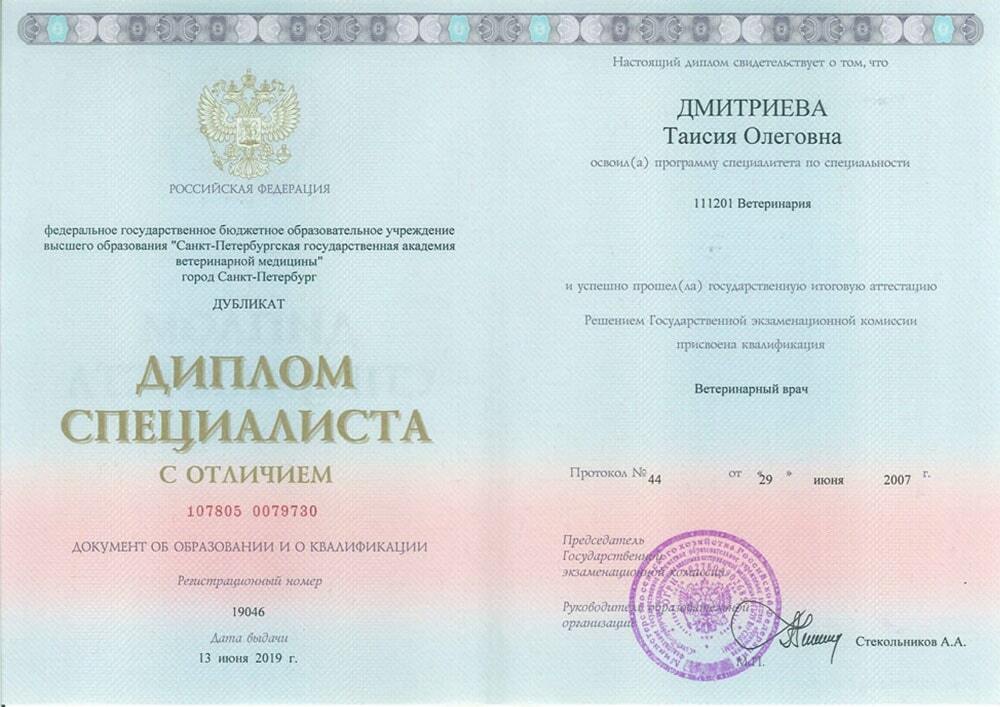 РОССИЙСКАЯ ФЕДЕРАЦИЯ
федеральное государственное бюджетное образовательное учреждение
высшего образования "Санкт-Петербургская государственная академия
ветеринарной медицины"
город Санкт-Петербург
ДУБЛИКАТ
ДИПЛОМ
СПЕЦИАЛИСТА
С ОТЛИЧИЕМ
107805 0079730
ДОКУМЕНТ ОБ ОБРАЗОВАНИИ И О КВАЛИФИКАЦИИ
Регистрационный номер
19046
Дата выдачи
13 июня 2019 г.
Настоящий диплом свидетельствует о том, что
ДМИТРИЕВА
Таисия Олеговна
освоил(а) программу специалитета по специальности
111201 Ветеринария
и успешно прошел(ла) государственную итоговую аттестацию
Решением Государственной экзаменационной комиссии
присвоена квалификация
Ветеринарный врач
Протокол № 44 от « 29 » июня 2007 г.
Председатель
Государственной
экзаменационной комиссии
Руководитель образовательной
организации
Стекольников А.А.
М.П.